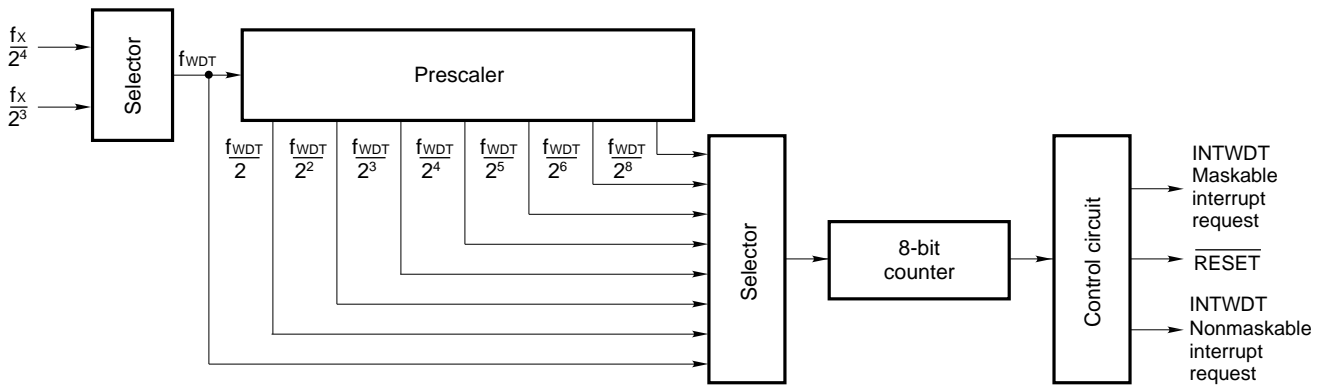 fX
2⁴
fX
2³
Selector
fWDT
Prescaler
fWDT
2
fWDT
2²
fWDT
2³
fWDT
2⁴
fWDT
2⁵
fWDT
2⁶
fWDT
2⁸
Selector
8-bit
counter
Control circuit
INTWDT
Maskable
interrupt
request
RESET
INTWDT
Nonmaskable
interrupt
request